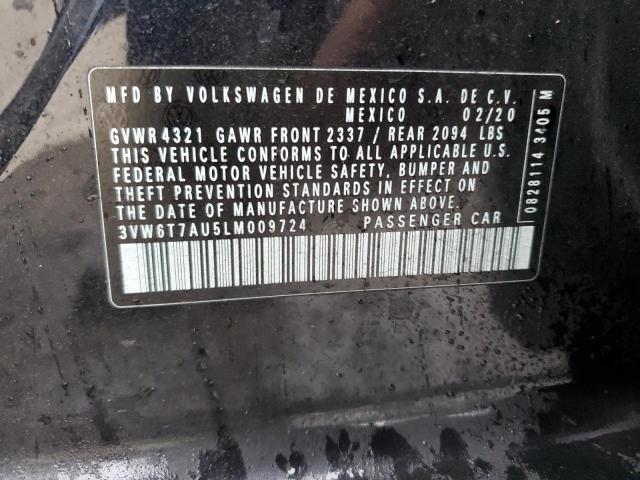 MFD BY VOLKSWAGEN DE MEXICO S.A. DE C.V.
MEXICO 02/20
GVWR 4321 GAWR FRONT 2337 / REAR 2094 LBS
THIS VEHICLE CONFORMS TO ALL APPLICABLE U.S.
FEDERAL MOTOR VEHICLE SAFETY, BUMPER AND
THEFT PREVENTION STANDARDS IN EFFECT ON
THE DATE OF MANUFACTURE SHOWN ABOVE.
3VW6T7AU5LM009724 PASSENGER CAR
0828114 3405 M